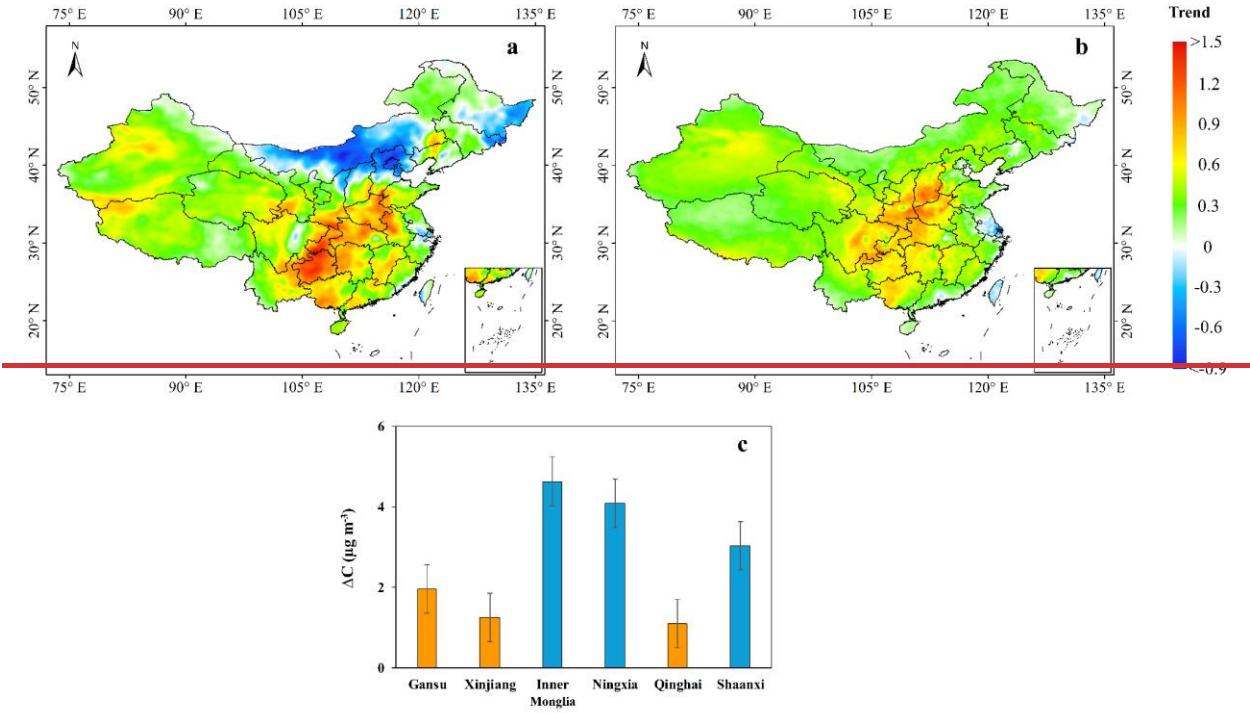 75° E 90° E 105° E 120° E 135° E 75° E 90° E 105° E 120° E 135° E Trend
N a N b >1.5
50° N 50° N 50° N 50° N 1.2
0.9
40° N 40° N 40° N 40° N 0.6
0.3
30° N 30° N 30° N 30° N 0
-0.3
20° N 20° N 20° N 20° N -0.6
<-0.9
75° E 90° E 105° E 120° E 135° E 75° E 90° E 105° E 120° E 135° E
6
c
4
ΔC (μg m-3)
2
0
Gansu Xinjiang Inner Ningxia Qinghai Shaanxi
Monglia